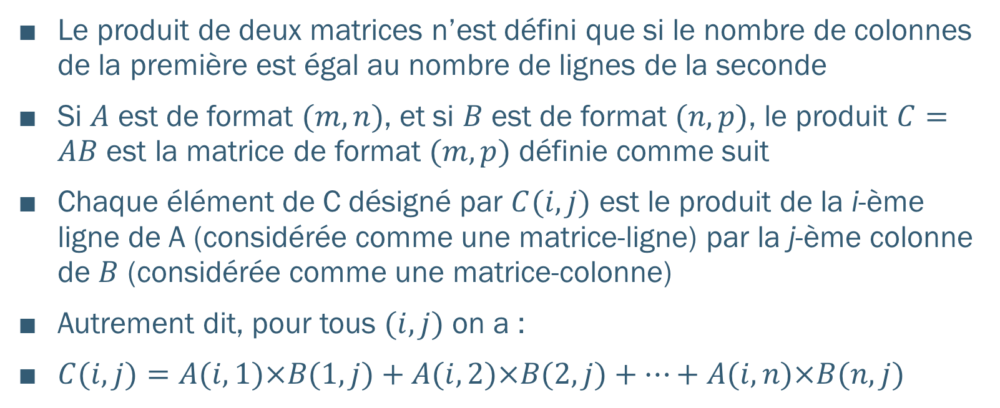 ■ Le produit de deux matrices n’est défini que si le nombre de colonnes
de la première est égal au nombre de lignes de la seconde
■ Si A est de format (m, n), et si B est de format (n, p), le produit C =
AB est la matrice de format (m, p) définie comme suit
■ Chaque élément de C désigné par C(i, j) est le produit de la i-ème
ligne de A (considérée comme une matrice-ligne) par la j-ème colonne
de B (considérée comme une matrice-colonne)
■ Autrement dit, pour tous (i, j) on a :
■ C(i, j) = A(i, 1)×B(1, j) + A(i, 2)×B(2, j) + ⋯ + A(i, n)×B(n, j)